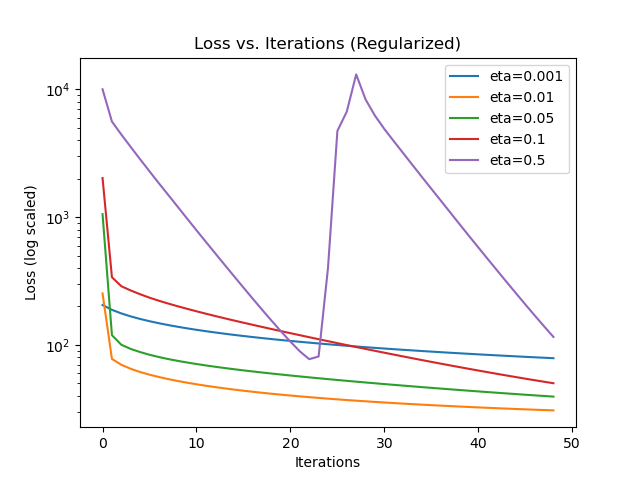 Loss vs. Iterations (Regularized)
eta=0.001
eta=0.01
eta=0.05
eta=0.1
eta=0.5
Loss (log scaled)
10⁴
10³
10²
0 10 20 30 40 50
Iterations